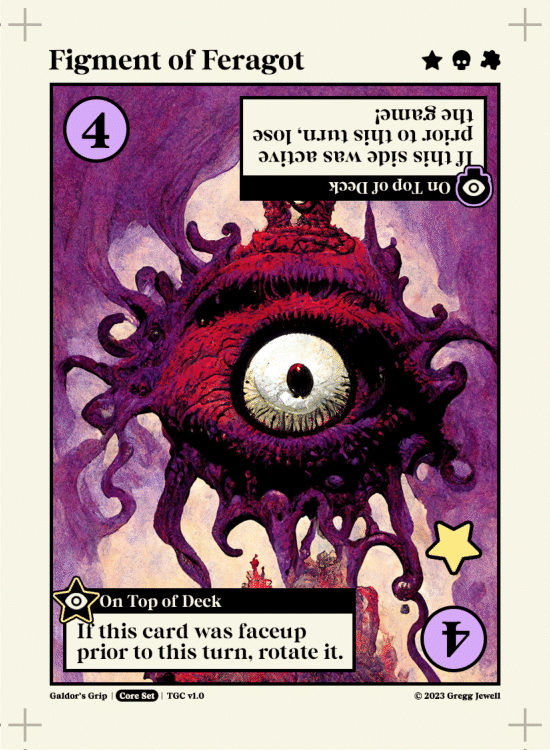 Figment of Feragot
4
If this side was active
prior to this turn, lose
the game!
On Top of Deck
On Top of Deck
If this card was faceup
prior to this turn, rotate it.
4
Galdor's Grip | Core Set | TGC v1.0
© 2023 Gregg Jewell